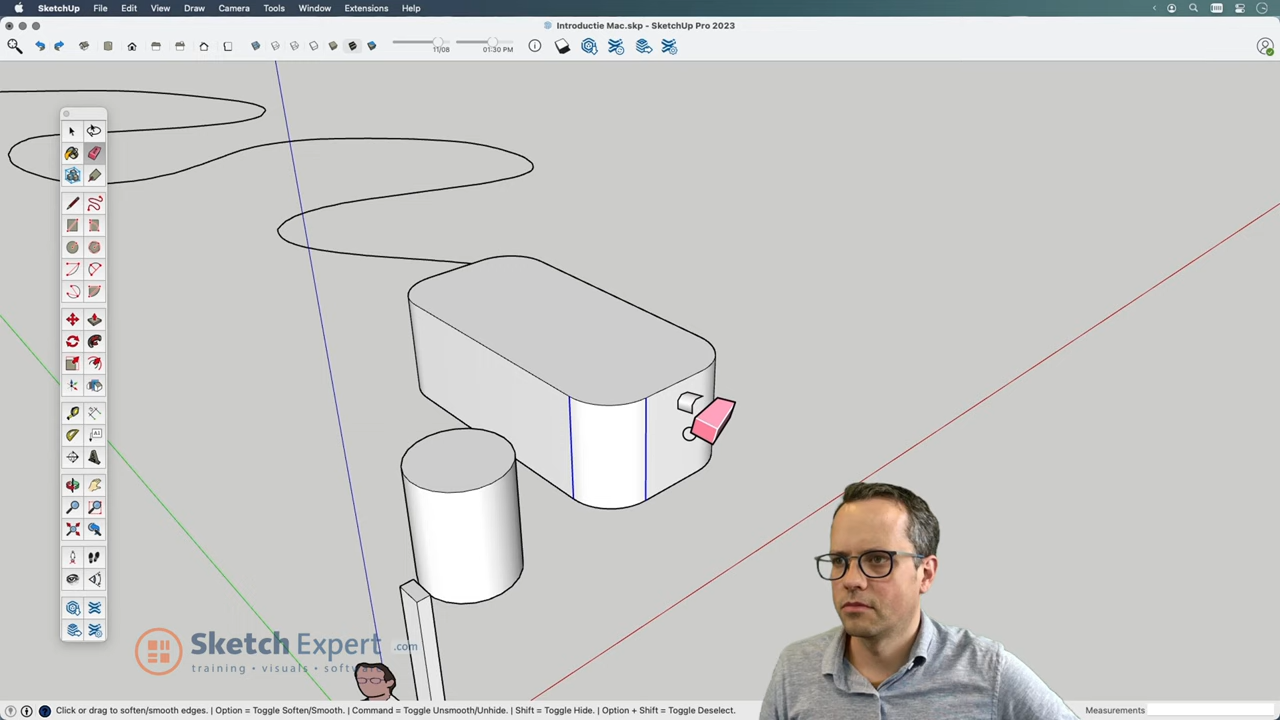 SketchUp File Edit View Draw Camera Tools Window Extensions Help
Introductie Mac.skp - SketchUp Pro 2023
11/08 01:30 PM
AI
Sketch Expert.com
training • visuals • software
Click or drag to soften/smooth edges. | Option = Toggle Soften/Smooth. | Command = Toggle Unsmooth/Unhide. | Shift = Toggle Hide. | Option + Shift = Toggle Deselect.
Measurements